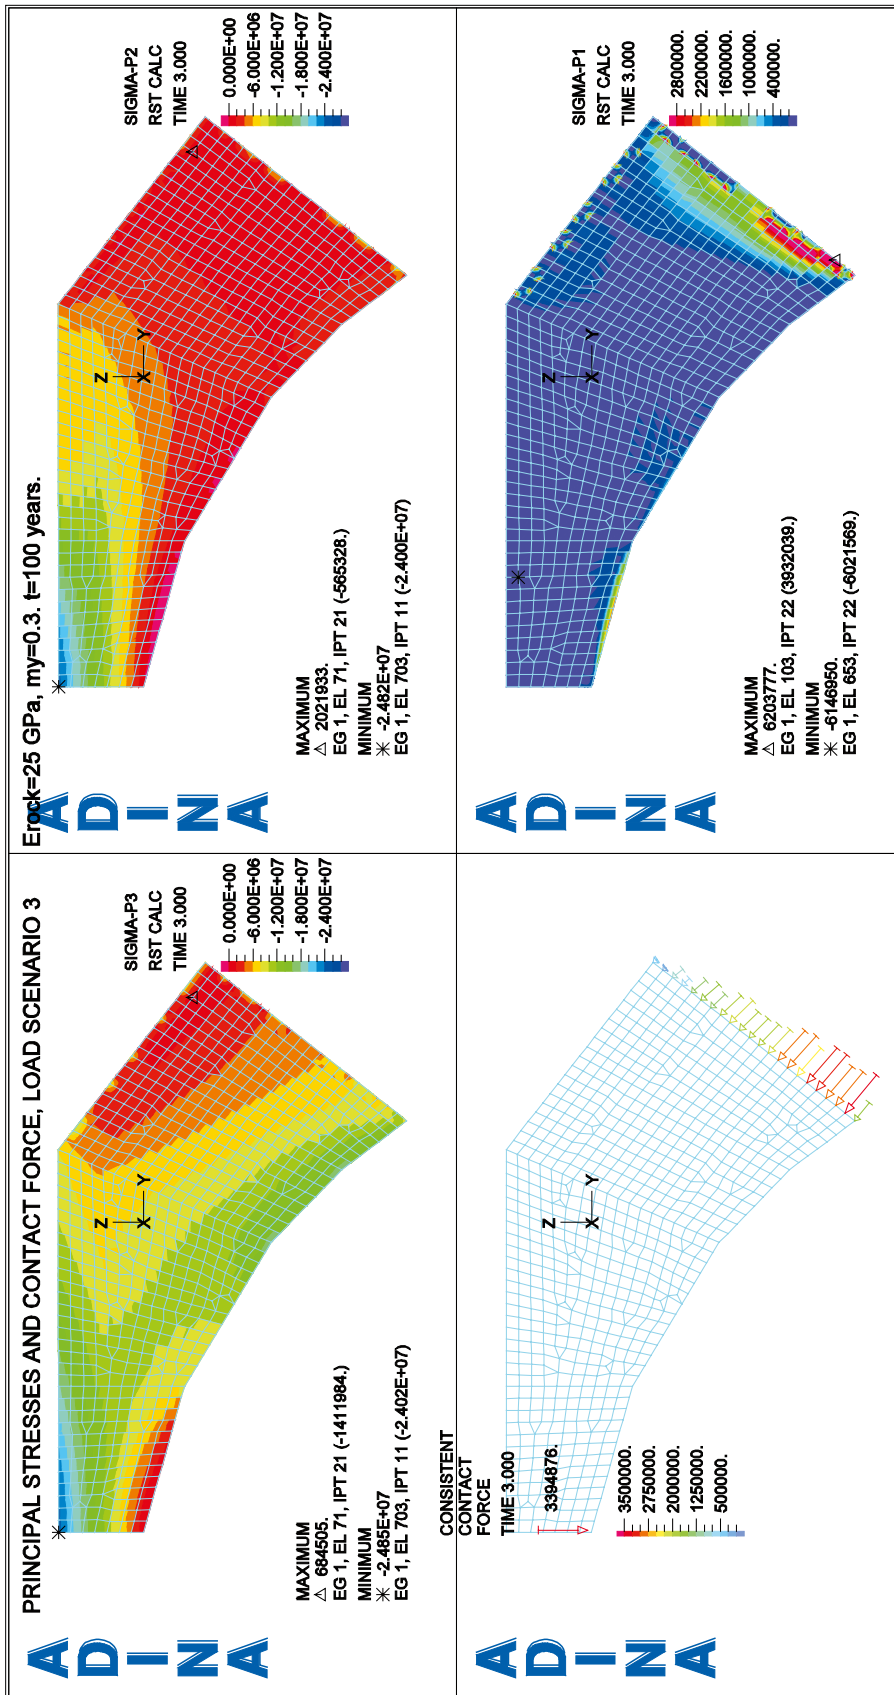 PRINCIPAL STRESSES AND CONTACT FORCE, LOAD SCENARIO 3
Erock=25 GPa, my=0.3. t=100 years.
ADINA
SIGMA-P3
RST CALC
TIME 3.000
0.000E+00
-6.000E+06
-1.200E+07
-1.800E+07
-2.400E+07
Z
X Y
MAXIMUM
△ 684505.
EG 1, EL 71, IPT 21 (-1411984.)
MINIMUM
✳ -2.485E+07
EG 1, EL 703, IPT 11 (-2.402E+07)
ADINA
SIGMA-P2
RST CALC
TIME 3.000
0.000E+00
-6.000E+06
-1.200E+07
-1.800E+07
-2.400E+07
Z
X Y
MAXIMUM
△ 2021933.
EG 1, EL 71, IPT 21 (-565328.)
MINIMUM
✳ -2.482E+07
EG 1, EL 703, IPT 11 (-2.400E+07)
ADINA
CONSISTENT
CONTACT
FORCE
TIME 3.000
3394876.
3500000.
2750000.
2000000.
1250000.
500000.
Z
X Y
ADINA
SIGMA-P1
RST CALC
TIME 3.000
2800000.
2200000.
1600000.
1000000.
400000.
Z
X Y
MAXIMUM
△ 6203777.
EG 1, EL 103, IPT 22 (3932039.)
MINIMUM
✳ -6146950.
EG 1, EL 653, IPT 22 (-6021569.)